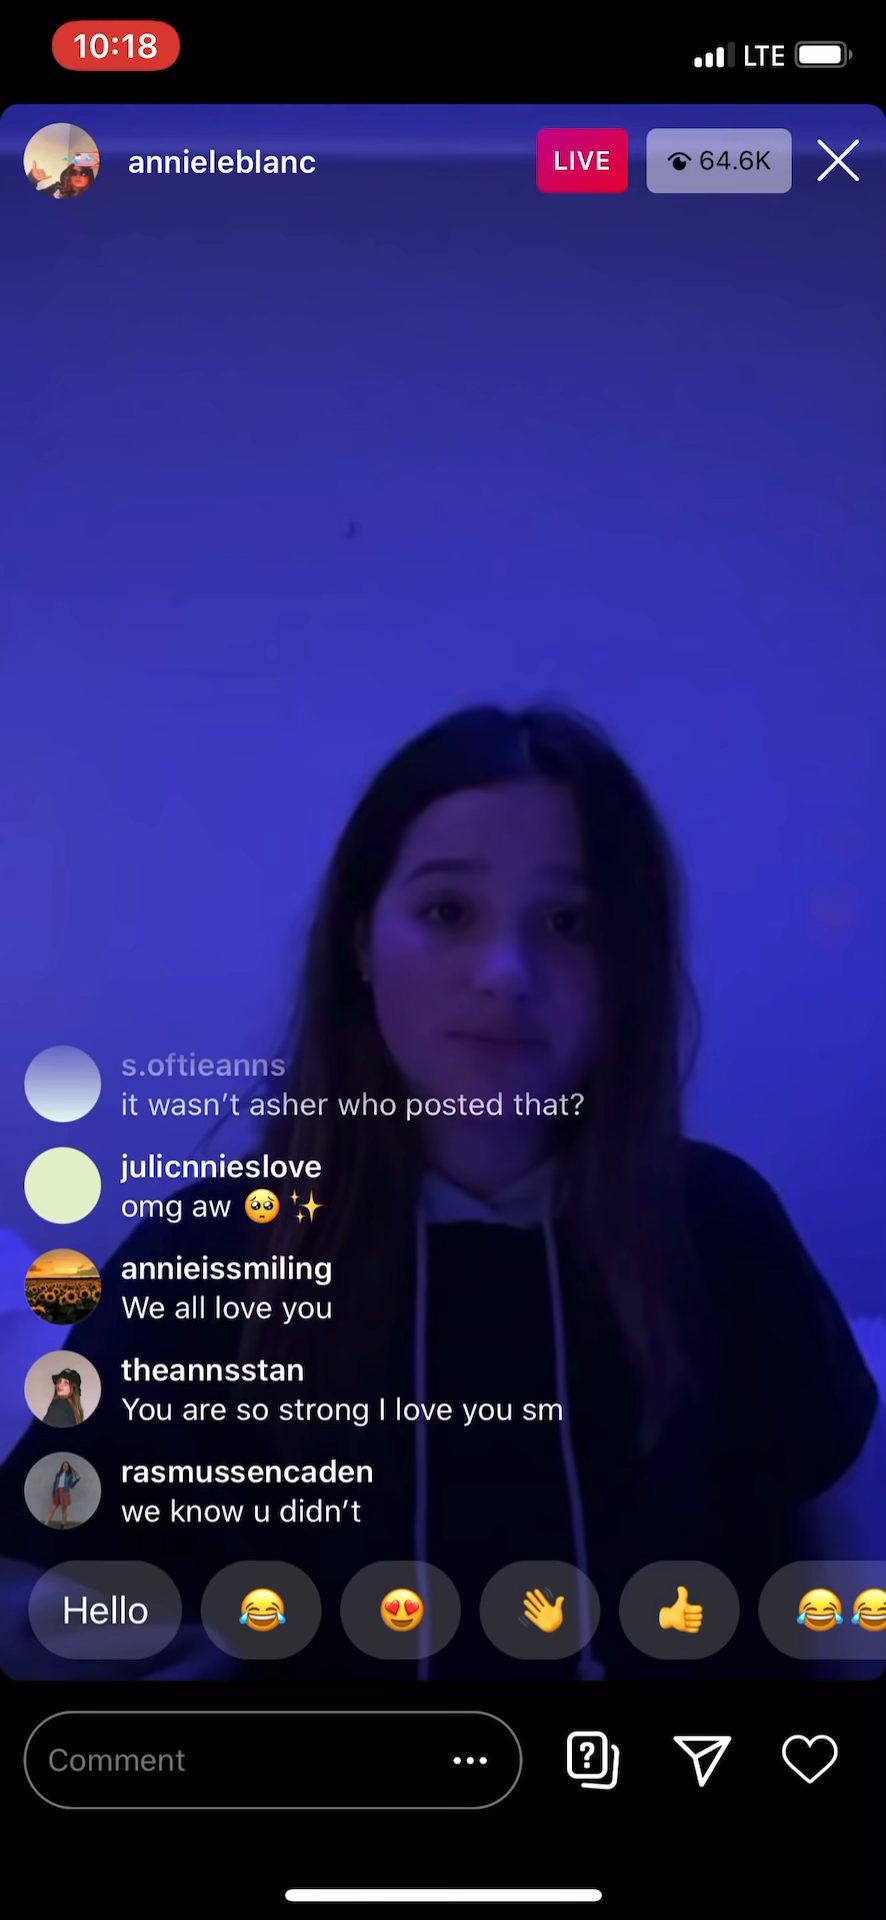 10:18
LTE
annieleblanc
LIVE
64.6K
s.oftieanns
it wasn’t asher who posted that?
julicnnieslove
omg aw 🥺✨
annieissmiling
We all love you
theannsstan
You are so strong I love you sm
rasmussencaden
we know u didn’t
Hello 😂 😍 👋 👍 😂😂
Comment
?